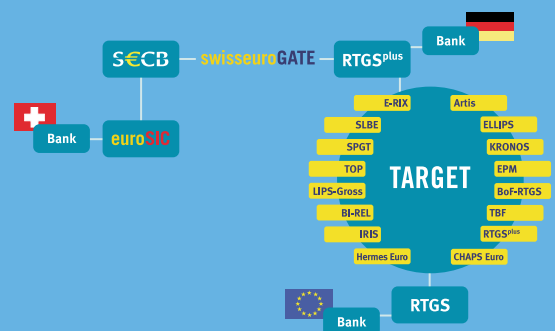 Bank
S€CB
swisseuroGATE
RTGSplus
Bank
euroSIC
E-RIX
Artis
SLBE
ELLIPS
SPGT
KRONOS
TOP
TARGET
EPM
LIPS-Gross
BoF-RTGS
BI-REL
TBF
IRIS
RTGSplus
Hermes Euro
CHAPS Euro
RTGS
Bank